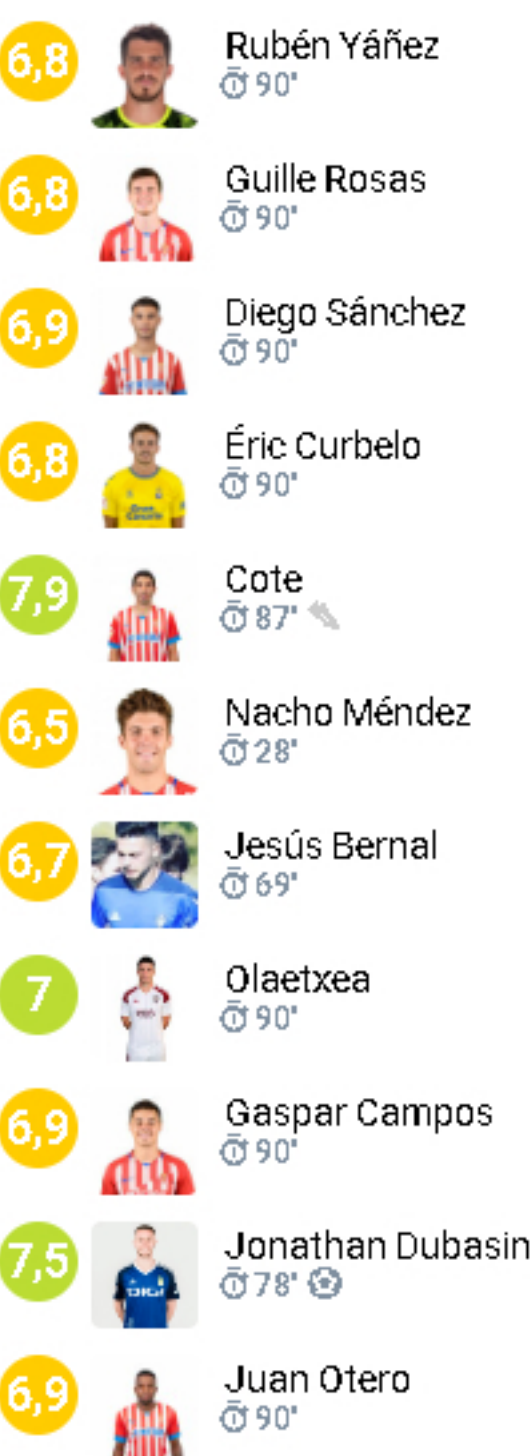 6,8
Rubén Yáñez
90'
6,8
Guille Rosas
90'
6,9
Diego Sánchez
90'
6,8
Éric Curbelo
90'
7,9
Cote
87'
6,5
Nacho Méndez
28'
6,7
Jesús Bernal
69'
7
Olaetxea
90'
6,9
Gaspar Campos
90'
7,5
Jonathan Dubasin
78'
6,9
Juan Otero
90'